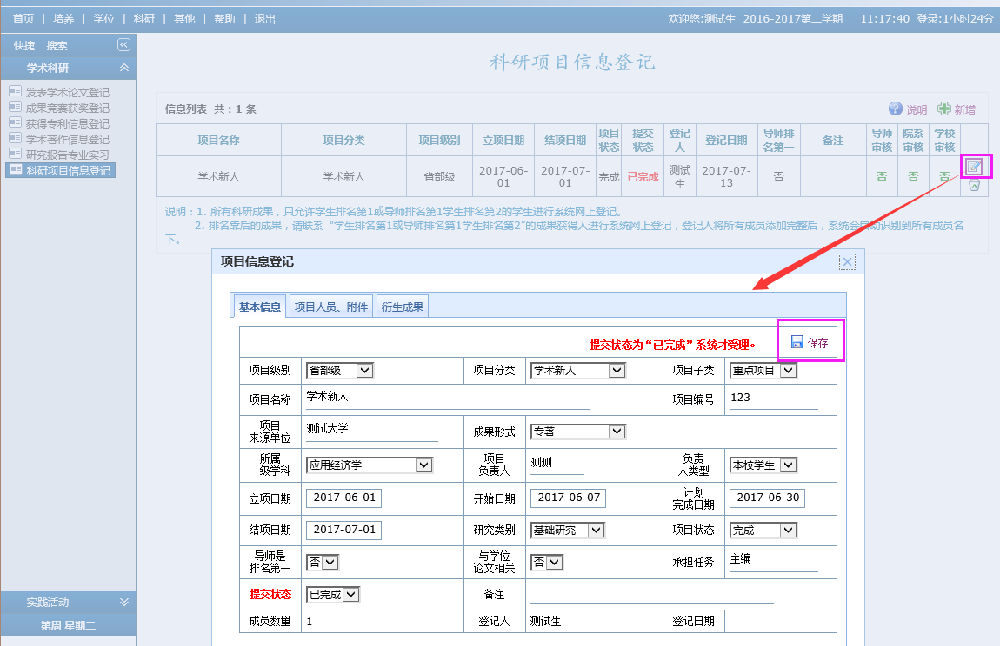 首页 | 培养 | 学位 | 科研 | 其他 | 帮助 | 退出
欢迎您:测试生 2016-2017第二学期 11:17:40 登录:1小时24分
快捷 搜索
学术科研
发表学术论文登记
成果竞赛获奖登记
获得专利信息登记
学术著作信息登记
研究报告专业实习
科研项目信息登记
实践活动
第周 星期二
科研项目信息登记
信息列表 共：1 条
说明 新增
项目名称 项目分类 项目级别 立项日期 结项日期 项目状态 提交状态 登记人 登记日期 导师排名第一 备注 导师审核 院系审核 学校审核
学术新人 学术新人 省部级 2017-06-01 2017-07-01 完成 已完成 测试生 2017-07-13 否 否 否 否
说明：1. 所有科研成果，只允许学生排名第1或导师排名第1学生排名第2的学生进行系统网上登记。
2. 排名靠后的成果，请联系“学生排名第1或导师排名第1学生排名第2”的成果获得人进行系统网上登记，登记人将所有成员添加完整后，系统会自动识别到所有成员名
下。
项目信息登记
基本信息 项目人员、附件 衍生成果
提交状态为“已完成”系统才受理。 保存
项目级别 省部级 项目分类 学术新人 项目子类 重点项目
项目名称 学术新人 项目编号 123
项目来源单位 测试大学 成果形式 专著
所属一级学科 应用经济学 项目负责人 测测 负责人类型 本校学生
立项日期 2017-06-01 开始日期 2017-06-07 计划完成日期 2017-06-30
结项日期 2017-07-01 研究类别 基础研究 项目状态 完成
导师是排名第一 否 与学位论文相关 否 承担任务 主编
提交状态 已完成 备注
成员数量 1 登记人 测试生 登记日期